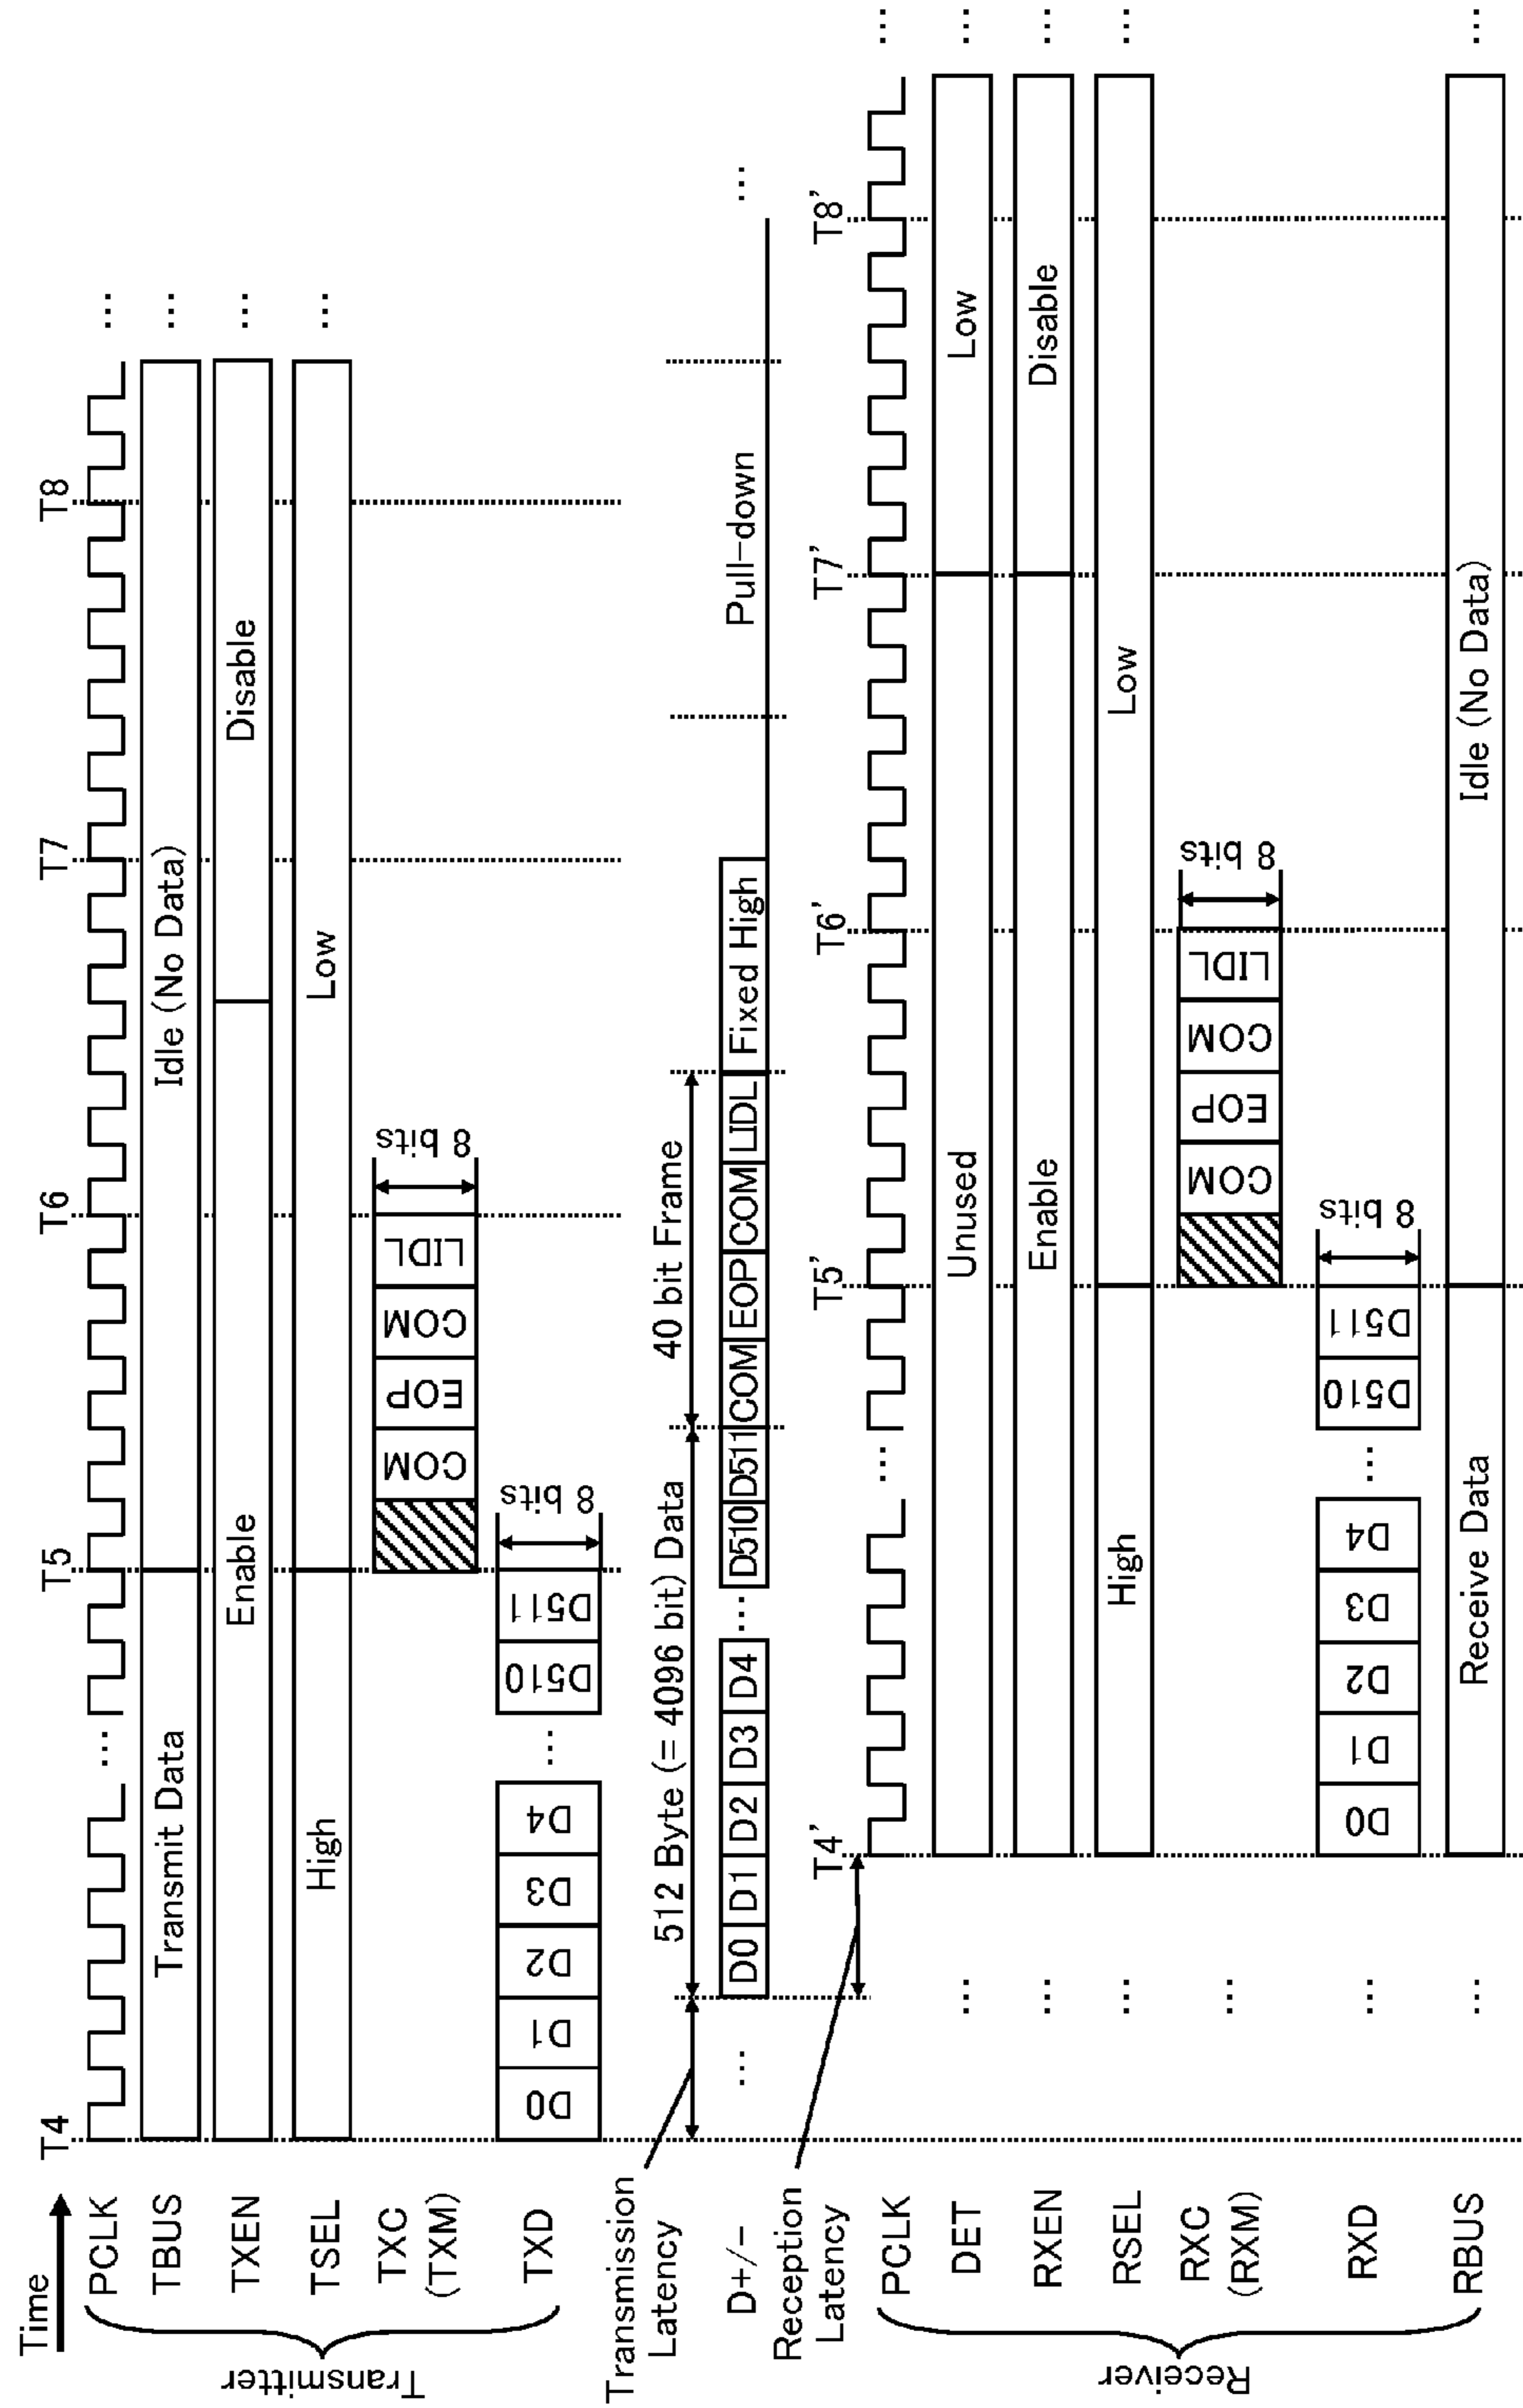 Time
T4
T5
T6
T7
T8
Transmitter
PCLK
...
...
TBUS
Transmit Data
Idle (No Data)
...
TXEN
Enable
Disable
...
TSEL
High
Low
...
TXC
(TXM)
COM
EOP
COM
LIDL
8 bits
TXD
D0
D1
D2
D3
D4
...
D510
D511
8 bits
Transmission
Latency
512 Byte (= 4096 bit) Data
40 bit Frame
D+/-
...
D0
D1
D2
D3
D4
...
D510
D511
COM
EOP
COM
LIDL
Fixed High
Pull-down
...
Reception
Latency
T4'
T5'
T6'
T7'
T8'
Receiver
PCLK
...
...
DET
...
Unused
Low
...
RXEN
...
Enable
Disable
...
RSEL
...
High
Low
...
RXC
(RXM)
...
COM
EOP
COM
LIDL
8 bits
RXD
...
D0
D1
D2
D3
D4
...
D510
D511
8 bits
RBUS
...
Receive Data
Idle (No Data)
...